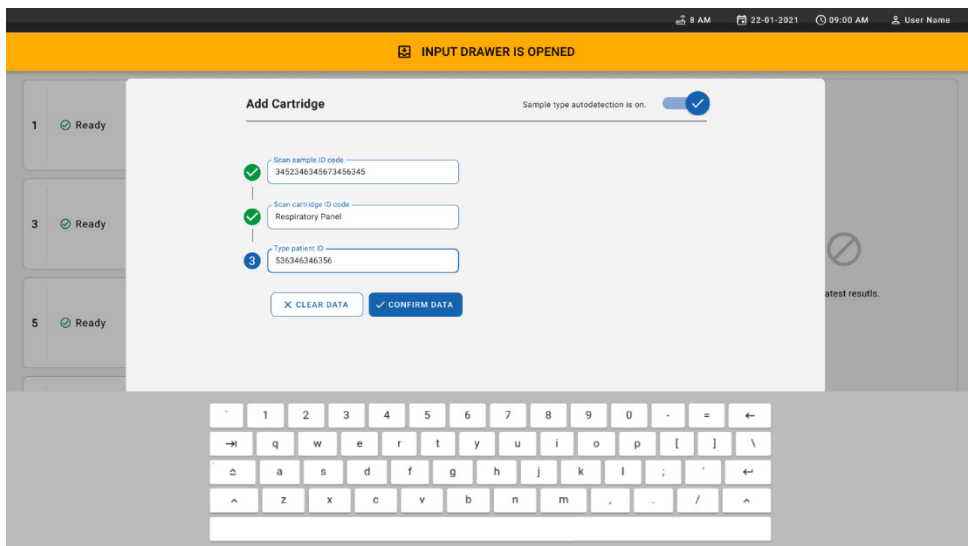 8 AM 22-01-2021 09:00 AM User Name
INPUT DRAWER IS OPENED
Add Cartridge
Sample type autodetection is on.
1 Ready
Scan sample ID code
3452346345673456345
Scan cartridge ID code
Respiratory Panel
3 Ready
Type patient ID
3 536346346356
atest resutls.
CLEAR DATA CONFIRM DATA
5 Ready
` 1 2 3 4 5 6 7 8 9 0 - =
q w e r t y u i o p [ ] \
a s d f g h j k l ; '
z x c v b n m , . /